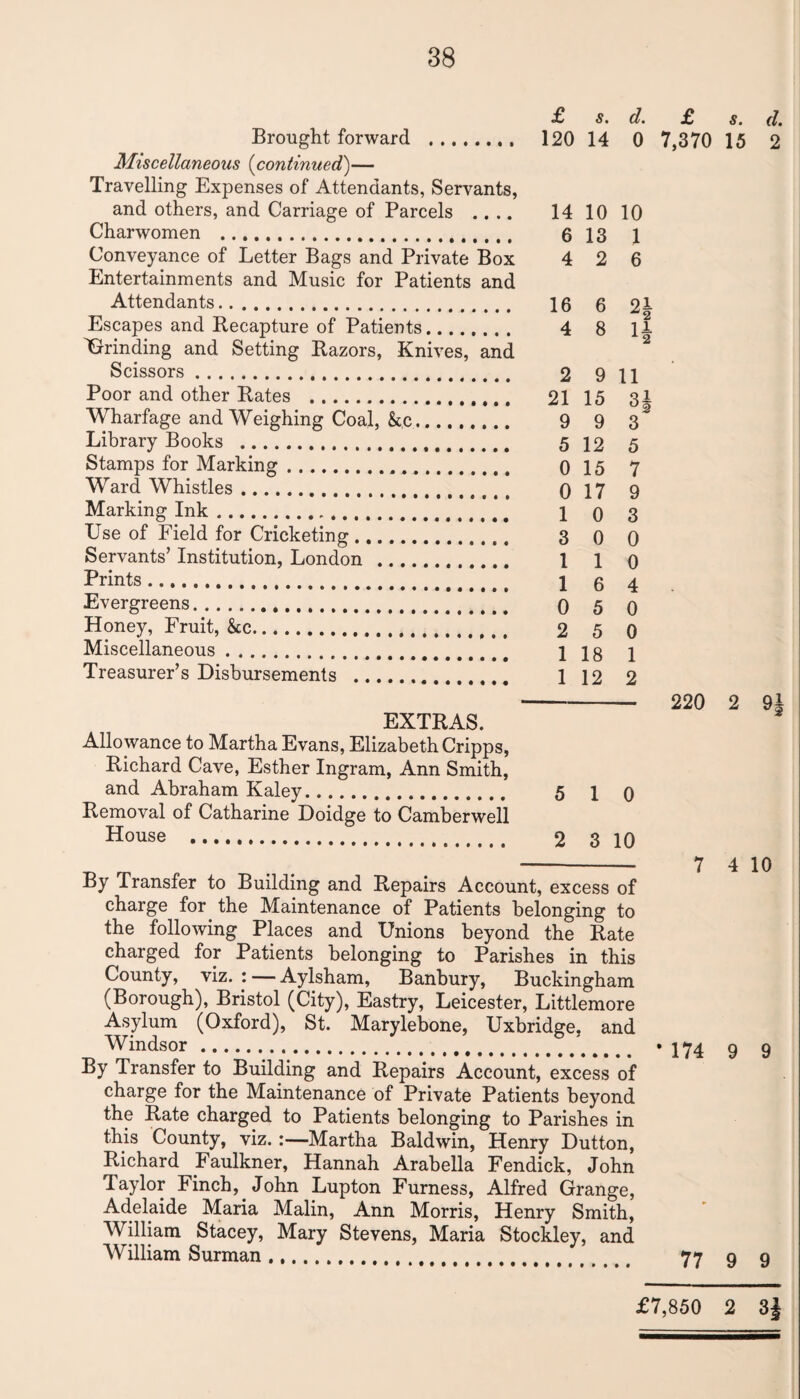 38
£ s. d. £ s. d.
Brought forward ........ 120 14 0 7,370 15 2
Miscellaneous (continued)—
Travelling Expenses of Attendants, Servants,
and others, and Carriage of Parcels .... 14 10 10
Charwomen .......................... 6 13 1
Conveyance of Letter Bags and Private Box 4 2 6
Entertainments and Music for Patients and
Attendants.......................... 16 6 2½
Escapes and Recapture of Patients........ 4 8 1½
Grinding and Setting Razors, Knives, and
Scissors............................ 2 9 11
Poor and other Rates .................. 21 15 3½
Wharfage and Weighing Coal, &c......... 9 9 3
Library Books ........................ 5 12 5
Stamps for Marking.................... 0 15 7
Ward Whistles........................ 0 17 9
Marking Ink.......................... 1 0 3
Use of Field for Cricketing.............. 3 0 0
Servants' Institution, London ............ 1 1 0
Prints................................ 1 6 4
Evergreens............................ 0 5 0
Honey, Fruit, &c....................... 2 5 0
Miscellaneous......................... 1 18 1
Treasurer's Disbursements .............. 1 12 2
220 2 9½
EXTRAS.
Allowance to Martha Evans, Elizabeth Cripps,
Richard Cave, Esther Ingram, Ann Smith,
and Abraham Kaley.................. 5 1 0
Removal of Catharine Doidge to Camberwell
House ............................ 2 3 10
7 4 10
By Transfer to Building and Repairs Account, excess of
charge for the Maintenance of Patients belonging to
the following Places and Unions beyond the Rate
charged for Patients belonging to Parishes in this
County, viz. :— Aylsham, Banbury, Buckingham
(Borough), Bristol (City), Eastry, Leicester, Littlemore
Asylum (Oxford), St. Marylebone, Uxbridge, and
Windsor ...................................... 174 9 9
By Transfer to Building and Repairs Account, excess of
charge for the Maintenance of Private Patients beyond
the Rate charged to Patients belonging to Parishes in
this County, viz. :—Martha Baldwin, Henry Dutton,
Richard Faulkner, Hannah Arabella Fendick, John
Taylor Finch, John Lupton Furness, Alfred Grange,
Adelaide Maria Malin, Ann Morris, Henry Smith,
William Stacey, Mary Stevens, Maria Stockley, and
William Surman................................ 77 9 9
£7,850 2 3½